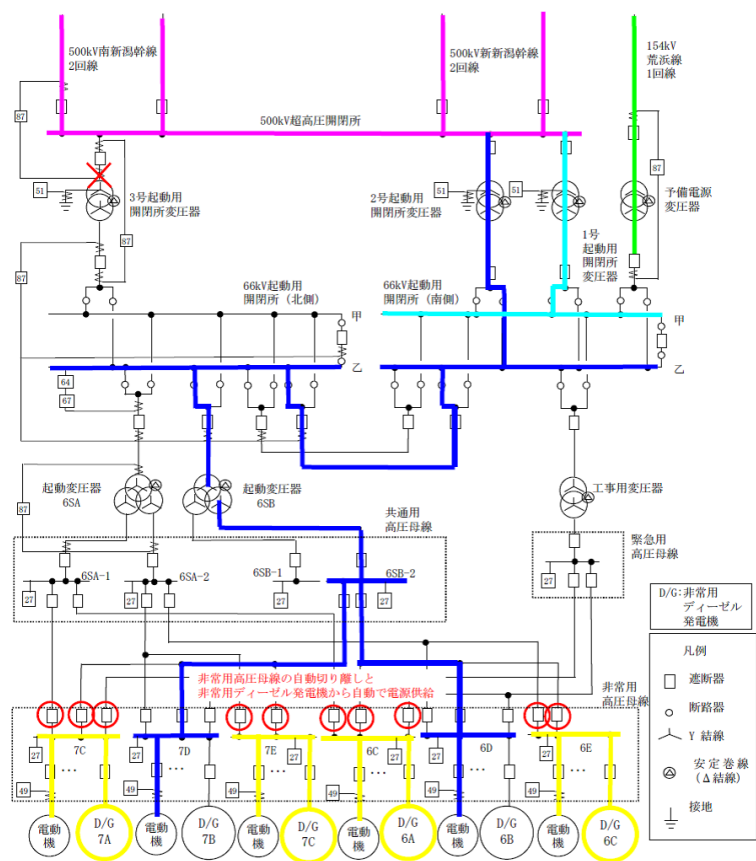 500kV南新潟幹線
2回線
500kV新新潟幹線
2回線
154kV
荒浜線
1回線
87
500kV超高圧開閉所
87
51
3号起動用
開閉所変圧器
51
2号起動用
開閉所変圧器
51
予備電源
変圧器
87
87
1号
起動用
開閉所
変圧器
66kV起動用
開閉所(北側)
66kV起動用
開閉所(南側)
甲
甲
乙
乙
64
67
起動変圧器
6SA
起動変圧器
6SB
工事用変圧器
87
共通用
高圧母線
緊急用
高圧母線
6SA-1
6SA-2
6SB-1
6SB-2
27
27
27
27
27
D/G:非常用
ディーゼル
発電機
凡例
遮断器
断路器
Y 結線
安定巻線
(Δ結線)
接地
非常用高圧母線の自動切り離しと
非常用ディーゼル発電機から自動で電源供給
非常用
高圧母線
27
7C
27
7D
27
7E
27
6C
27
6D
27
6E
…
…
…
…
…
…
49
49
49
49
49
49
電動
機
D/G
7A
電動
機
D/G
7B
電動
機
D/G
7C
電動
機
D/G
6A
電動
機
D/G
6B
電動
機
D/G
6C